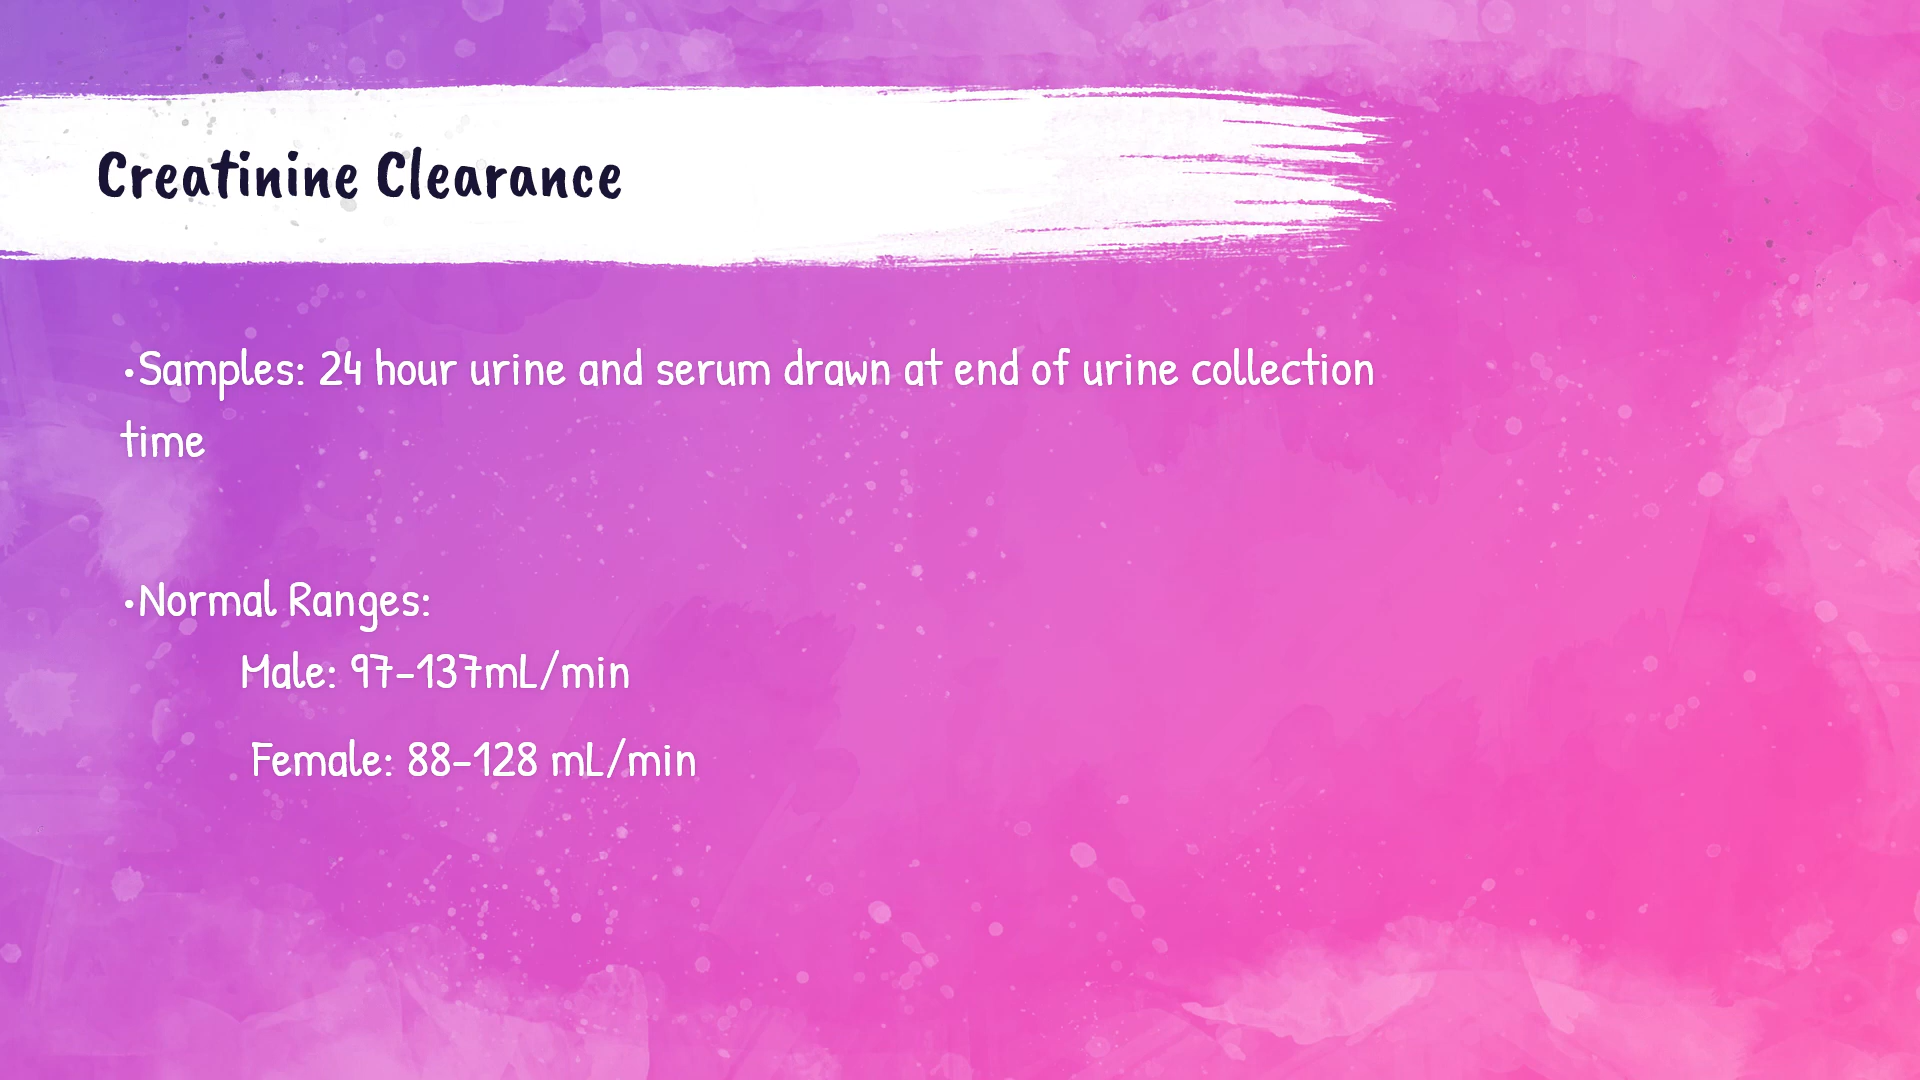 Creatinine Clearance
•Samples: 24 hour urine and serum drawn at end of urine collection
time
•Normal Ranges:
Male: 97-137mL/min
Female: 88-128 mL/min